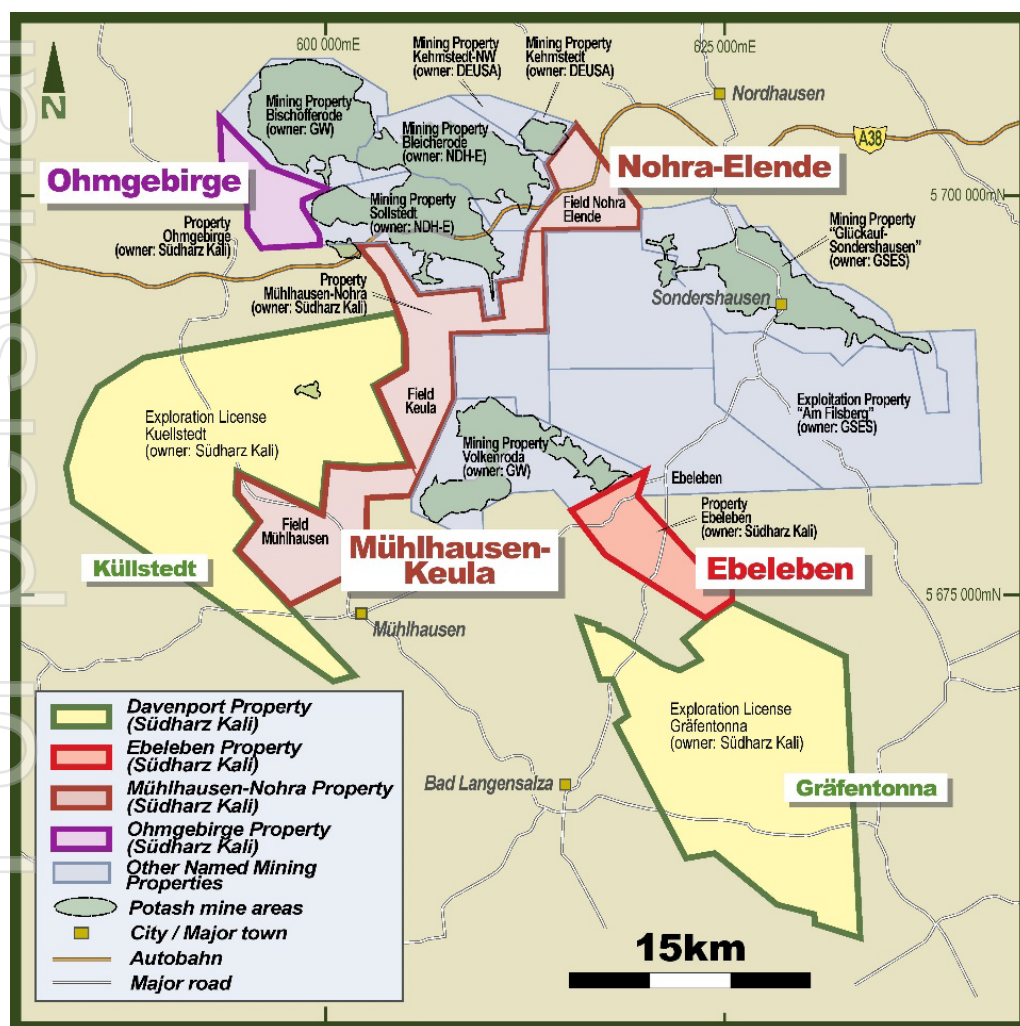 600 000mE
625 000mE
Mining Property
Kehmstedt-NW
(owner: DEUSA)
Mining Property
Kehmstedt
(owner: DEUSA)
N
Mining Property
Bischofferode
(owner: GW)
Nordhausen
Mining Property
Bleicherode
(owner: NDH-E)
A38
Ohmgebirge
Nohra-Elende
Mining Property
Sollstedt
(owner: NDH-E)
Field Nohra
Elende
5 700 000mN
Property
Ohmgebirge
(owner: Südharz Kali)
Mining Property
"Glückauf-
Sondershausen"
(owner: GSES)
Property
Mühlhausen-Nohra
(owner: Südharz Kali)
Sondershausen
Field
Keula
Exploration License
Kuellstedt
(owner: Südharz Kali)
Exploitation Property
"Am Filsberg"
(owner: GSES)
Mining Property
Volkenroda
(owner: GW)
Ebeleben
Property
Ebeleben
(owner: Südharz Kali)
Field
Mühlhausen
Mühlhausen-
Keula
Küllstedt
Ebeleben
5 675 000mN
Mühlhausen
Exploration License
Gräfentonna
(owner: Südharz Kali)
Bad Langensalza
Gräfentonna
Davenport Property
(Südharz Kali)
Ebeleben Property
(Südharz Kali)
Mühlhausen-Nohra Property
(Südharz Kali)
Ohmgebirge Property
(Südharz Kali)
Other Named Mining
Properties
Potash mine areas
City / Major town
Autobahn
Major road
15km